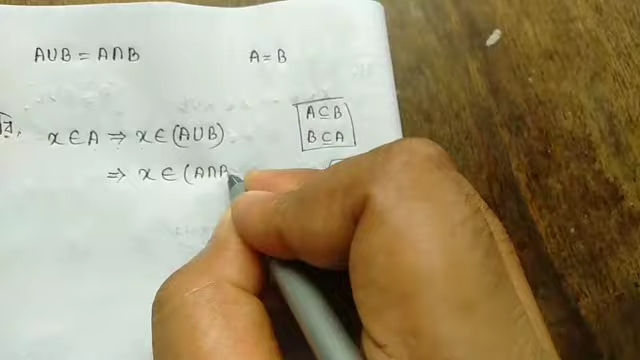 A∪B = A∩B
A = B
x ∈ A ⇒ x ∈ (A∪B)
A ⊆ B
B ⊆ A
⇒ x ∈ (A∩B